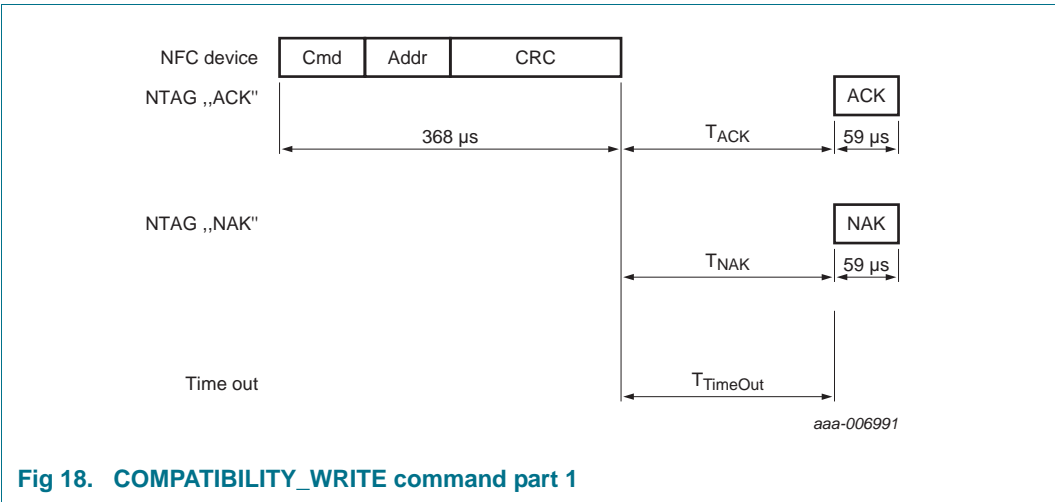 NFC device Cmd Addr CRC
NTAG ,,ACK" ACK
368 µs TACK 59 µs
NTAG ,,NAK" NAK
TNAK 59 µs
Time out TTimeOut
aaa-006991
Fig 18. COMPATIBILITY_WRITE command part 1